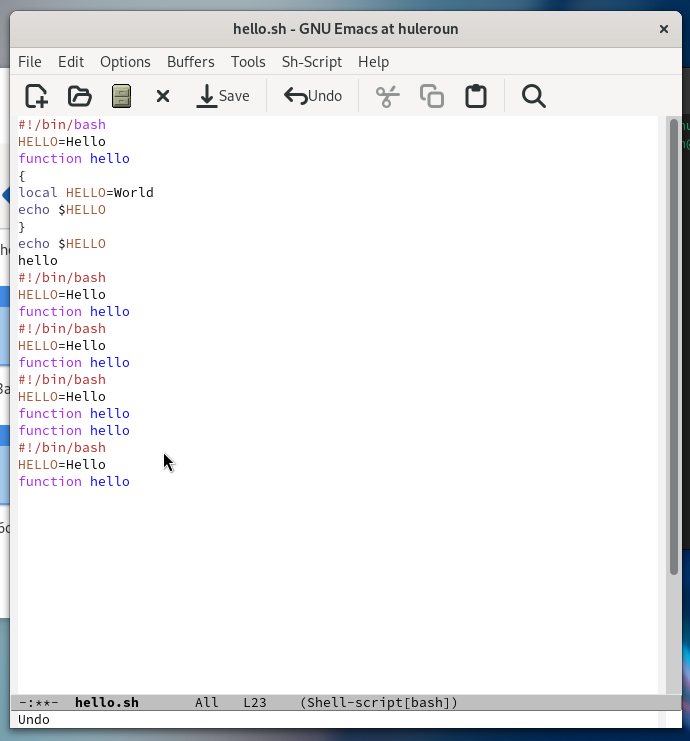 hello.sh - GNU Emacs at huleroun ×
File Edit Options Buffers Tools Sh-Script Help
Save Undo
#!/bin/bash
HELLO=Hello
function hello
{
local HELLO=World
echo $HELLO
}
echo $HELLO
hello
#!/bin/bash
HELLO=Hello
function hello
#!/bin/bash
HELLO=Hello
function hello
#!/bin/bash
HELLO=Hello
function hello
function hello
#!/bin/bash
HELLO=Hello
function hello
-:**- hello.sh All L23 (Shell-script[bash])
Undo